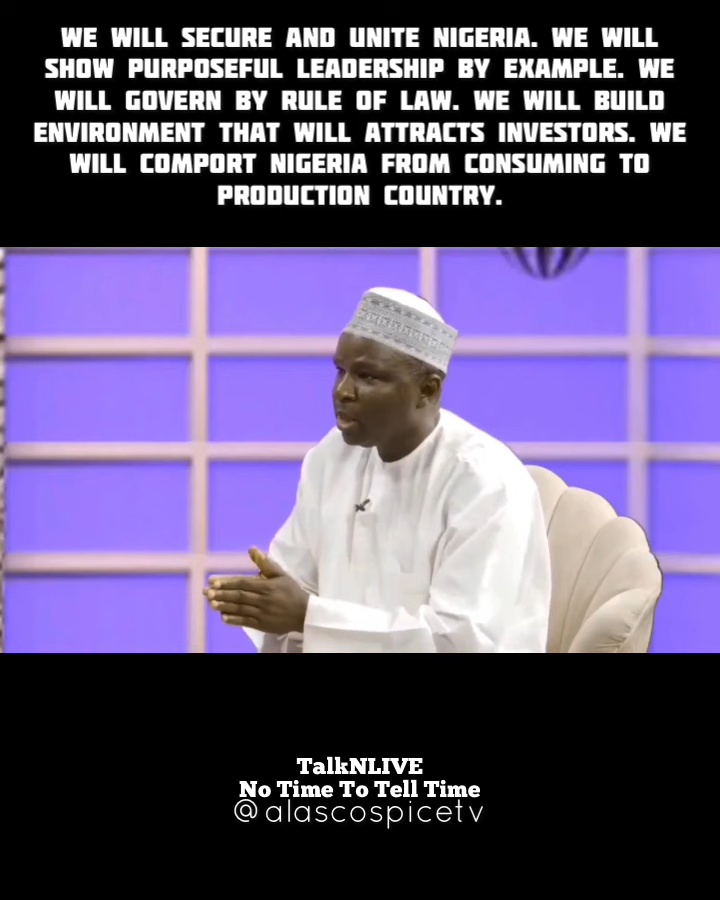 WE WILL SECURE AND UNITE NIGERIA. WE WILL
SHOW PURPOSEFUL LEADERSHIP BY EXAMPLE. WE
WILL GOVERN BY RULE OF LAW. WE WILL BUILD
ENVIRONMENT THAT WILL ATTRACTS INVESTORS. WE
WILL COMPORT NIGERIA FROM CONSUMING TO
PRODUCTION COUNTRY.
TalkNLIVE
No Time To Tell Time
@alascospicetv